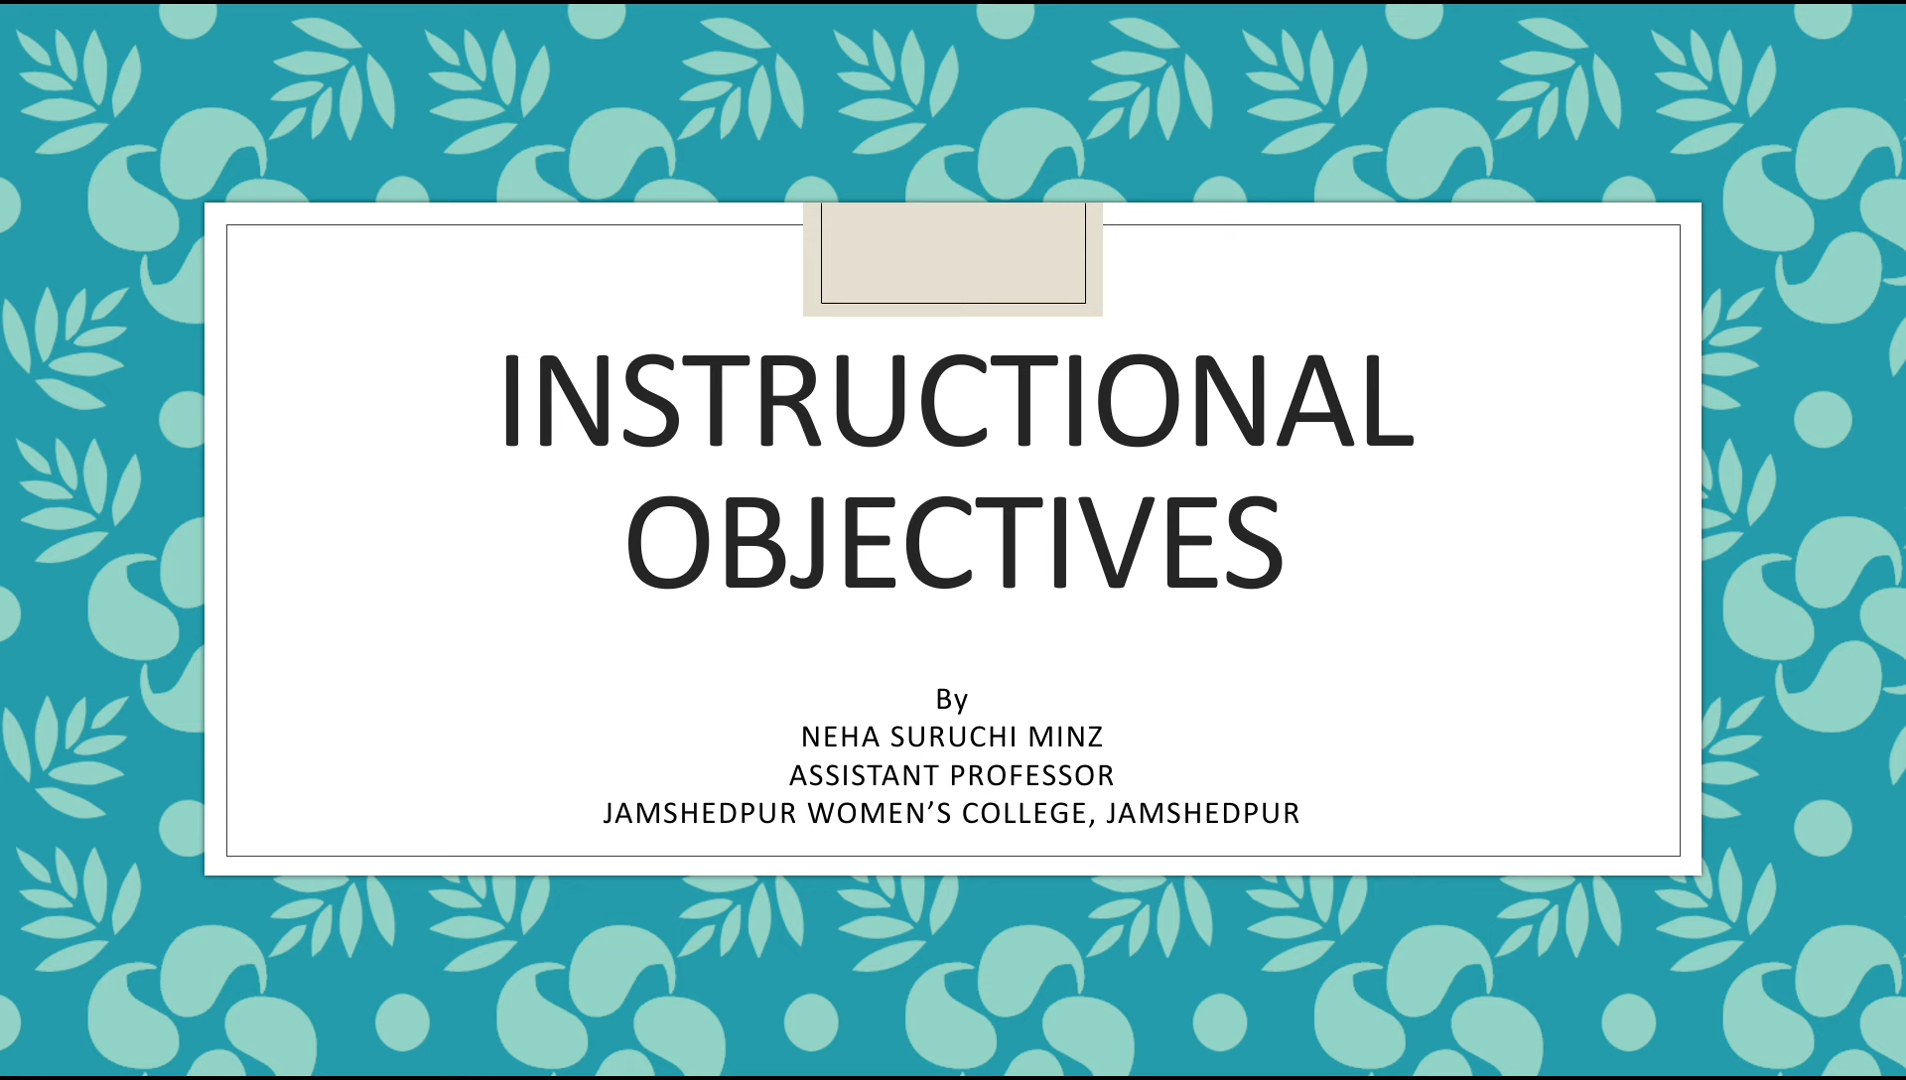 INSTRUCTIONAL
OBJECTIVES
By
NEHA SURUCHI MINZ
ASSISTANT PROFESSOR
JAMSHEDPUR WOMEN’S COLLEGE, JAMSHEDPUR